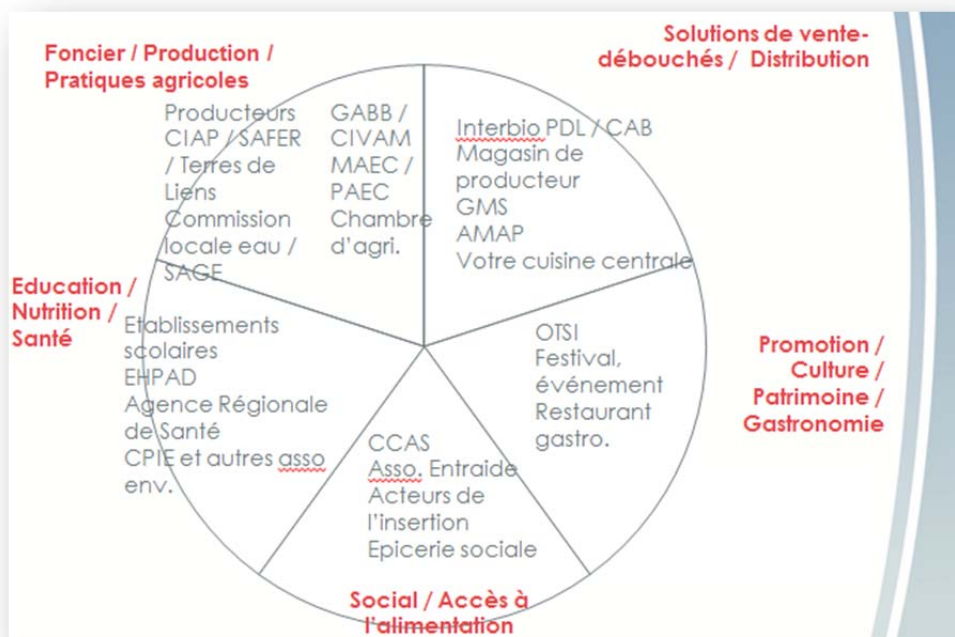 Foncier / Production /
Pratiques agricoles
Producteurs
CIAP / SAFER
/ Terres de
Liens
Commission
locale eau /
SAGE
GABB /
CIVAM
MAEC /
PAEC
Chambre
d'agri.
Solutions de vente-
débouchés / Distribution
Interbio PDL / CAB
Magasin de
producteur
GMS
AMAP
Votre cuisine centrale
Education /
Nutrition /
Santé
Etablissements
scolaires
EHPAD
Agence Régionale
de Santé
CPIE et autres asso
env.
OTSI
Festival,
événement
Restaurant
gastro.
Promotion /
Culture /
Patrimoine /
Gastronomie
CCAS
Asso. Entraide
Acteurs de
l'insertion
Epicerie sociale
Social / Accès à
l'alimentation